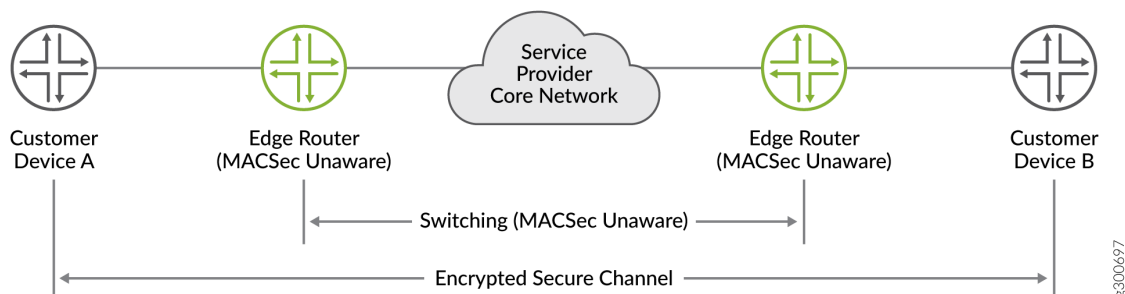 Service
Provider
Core Network
Customer
Device A
Edge Router
(MACSec Unaware)
Edge Router
(MACSec Unaware)
Customer
Device B
Switching (MACSec Unaware)
Encrypted Secure Channel
g300697